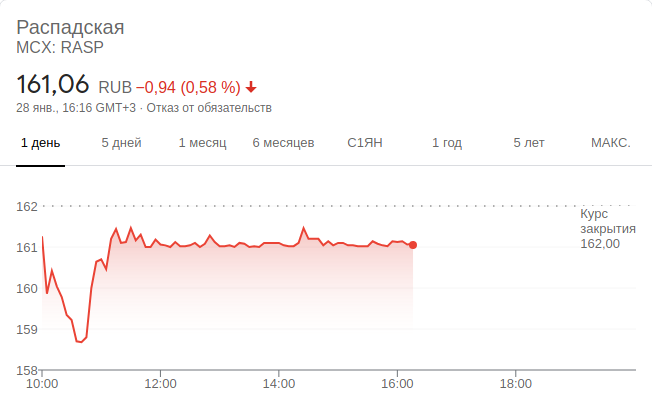 Распадская
MCX: RASP
161,06 RUB −0,94 (0,58 %)
28 янв., 16:16 GMT+3 · Отказ от обязательств
1 день 5 дней 1 месяц 6 месяцев С1ЯН 1 год 5 лет МАКС.
162
Курс
закрытия
162,00
161
160
159
158
10:00 12:00 14:00 16:00 18:00